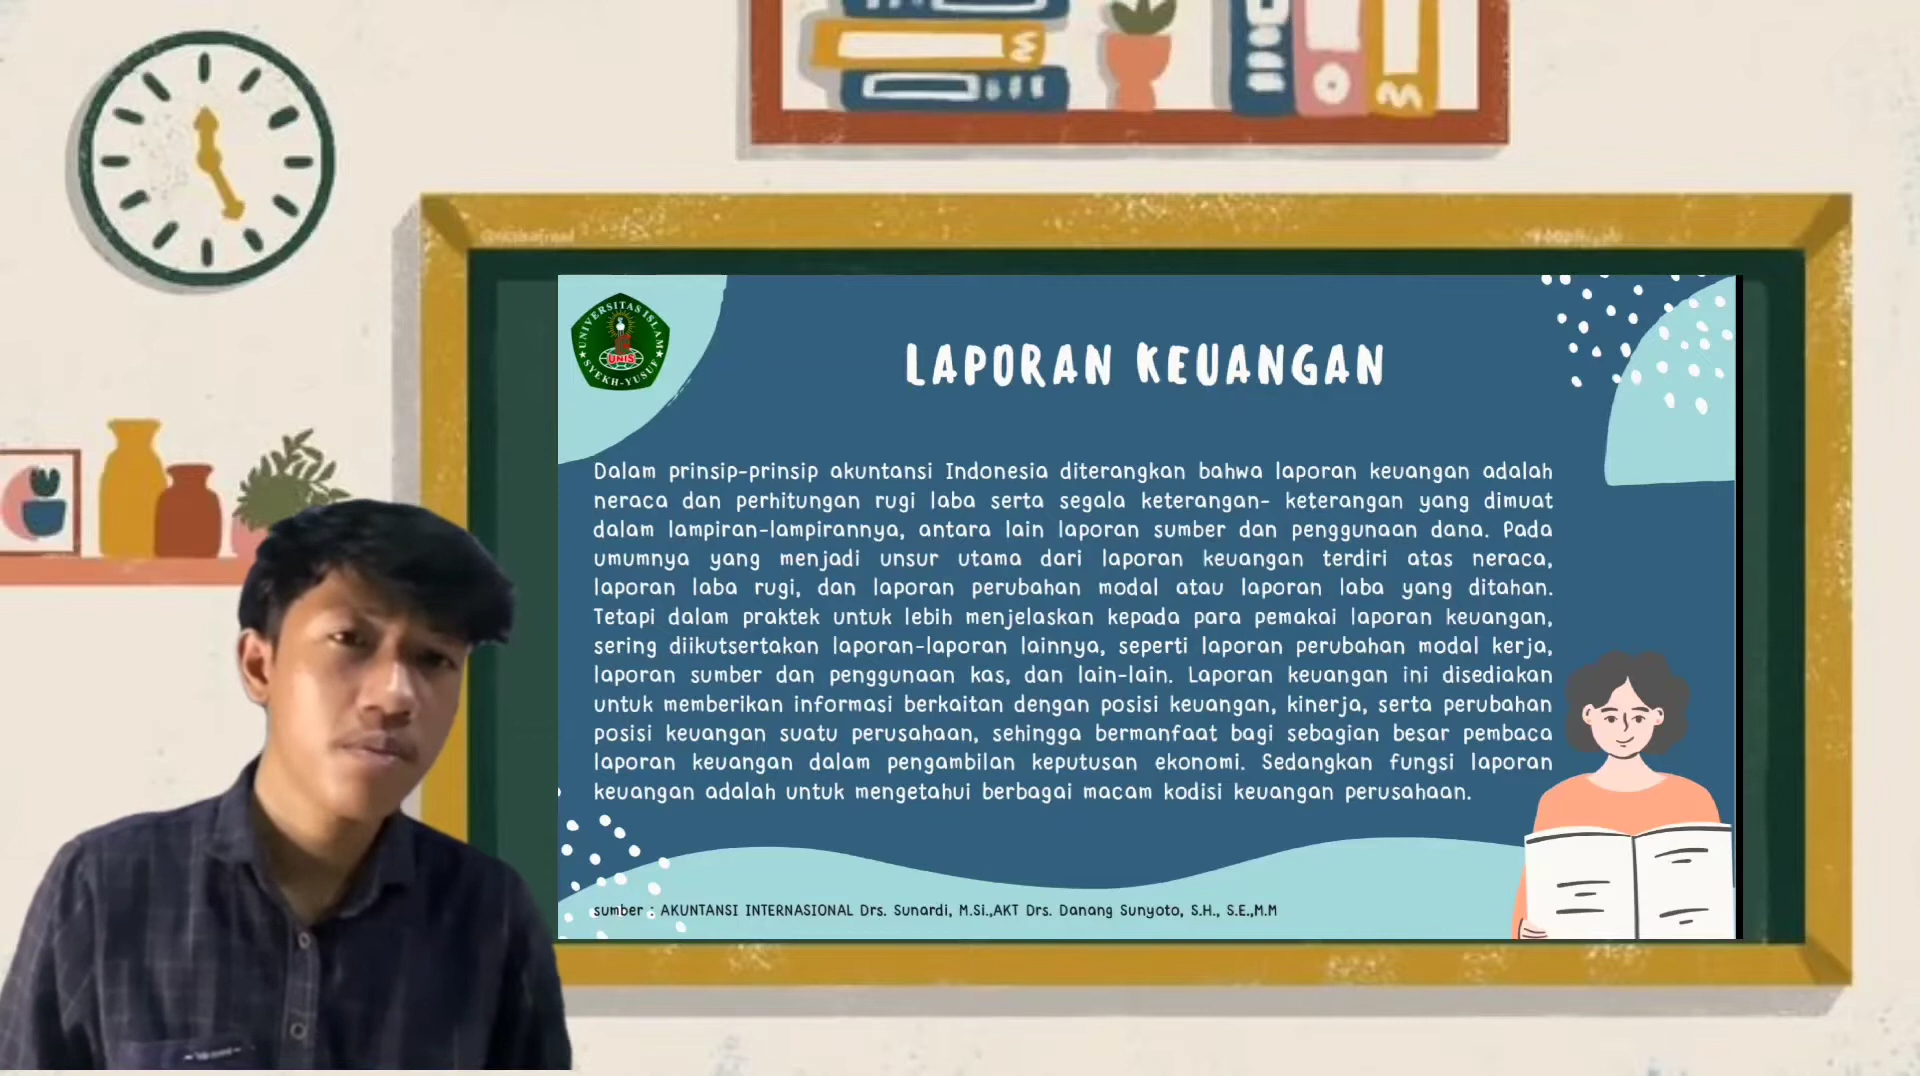 UNIVERSITAS ISLAM
UNIS
SYEKH-YUSUF
LAPORAN KEUANGAN
Dalam prinsip-prinsip akuntansi Indonesia diterangkan bahwa laporan keuangan adalah
neraca dan perhitungan rugi laba serta segala keterangan- keterangan yang dimuat
dalam lampiran-lampirannya, antara lain laporan sumber dan penggunaan dana. Pada
umumnya yang menjadi unsur utama dari laporan keuangan terdiri atas neraca,
laporan laba rugi, dan laporan perubahan modal atau laporan laba yang ditahan.
Tetapi dalam praktek untuk lebih menjelaskan kepada para pemakai laporan keuangan,
sering diikutsertakan laporan-laporan lainnya, seperti laporan perubahan modal kerja,
laporan sumber dan penggunaan kas, dan lain-lain. Laporan keuangan ini disediakan
untuk memberikan informasi berkaitan dengan posisi keuangan, kinerja, serta perubahan
posisi keuangan suatu perusahaan, sehingga bermanfaat bagi sebagian besar pembaca
laporan keuangan dalam pengambilan keputusan ekonomi. Sedangkan fungsi laporan
keuangan adalah untuk mengetahui berbagai macam kodisi keuangan perusahaan.
sumber : AKUNTANSI INTERNASIONAL Drs. Sunardi, M.Si.,AKT Drs. Danang Sunyoto, S.H., S.E.,M.M